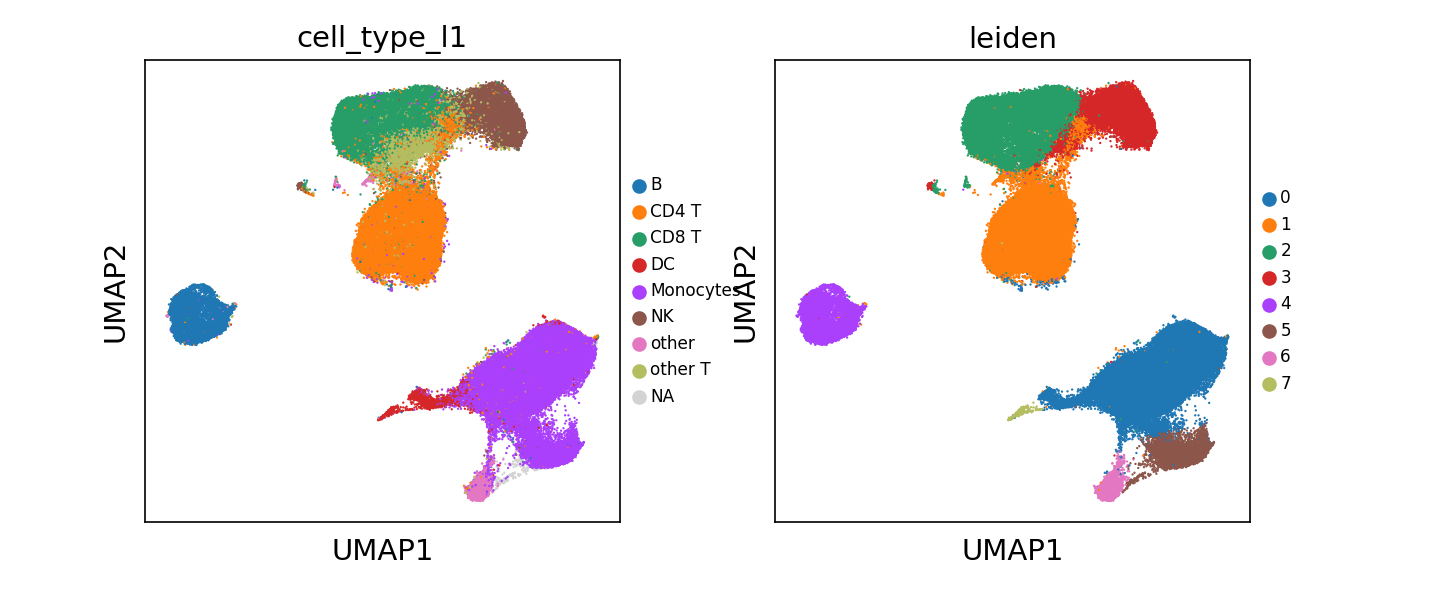 cell_type_l1
UMAP2
UMAP1
B
CD4 T
CD8 T
DC
Monocytes
NK
other
other T
NA
leiden
UMAP2
UMAP1
0
1
2
3
4
5
6
7